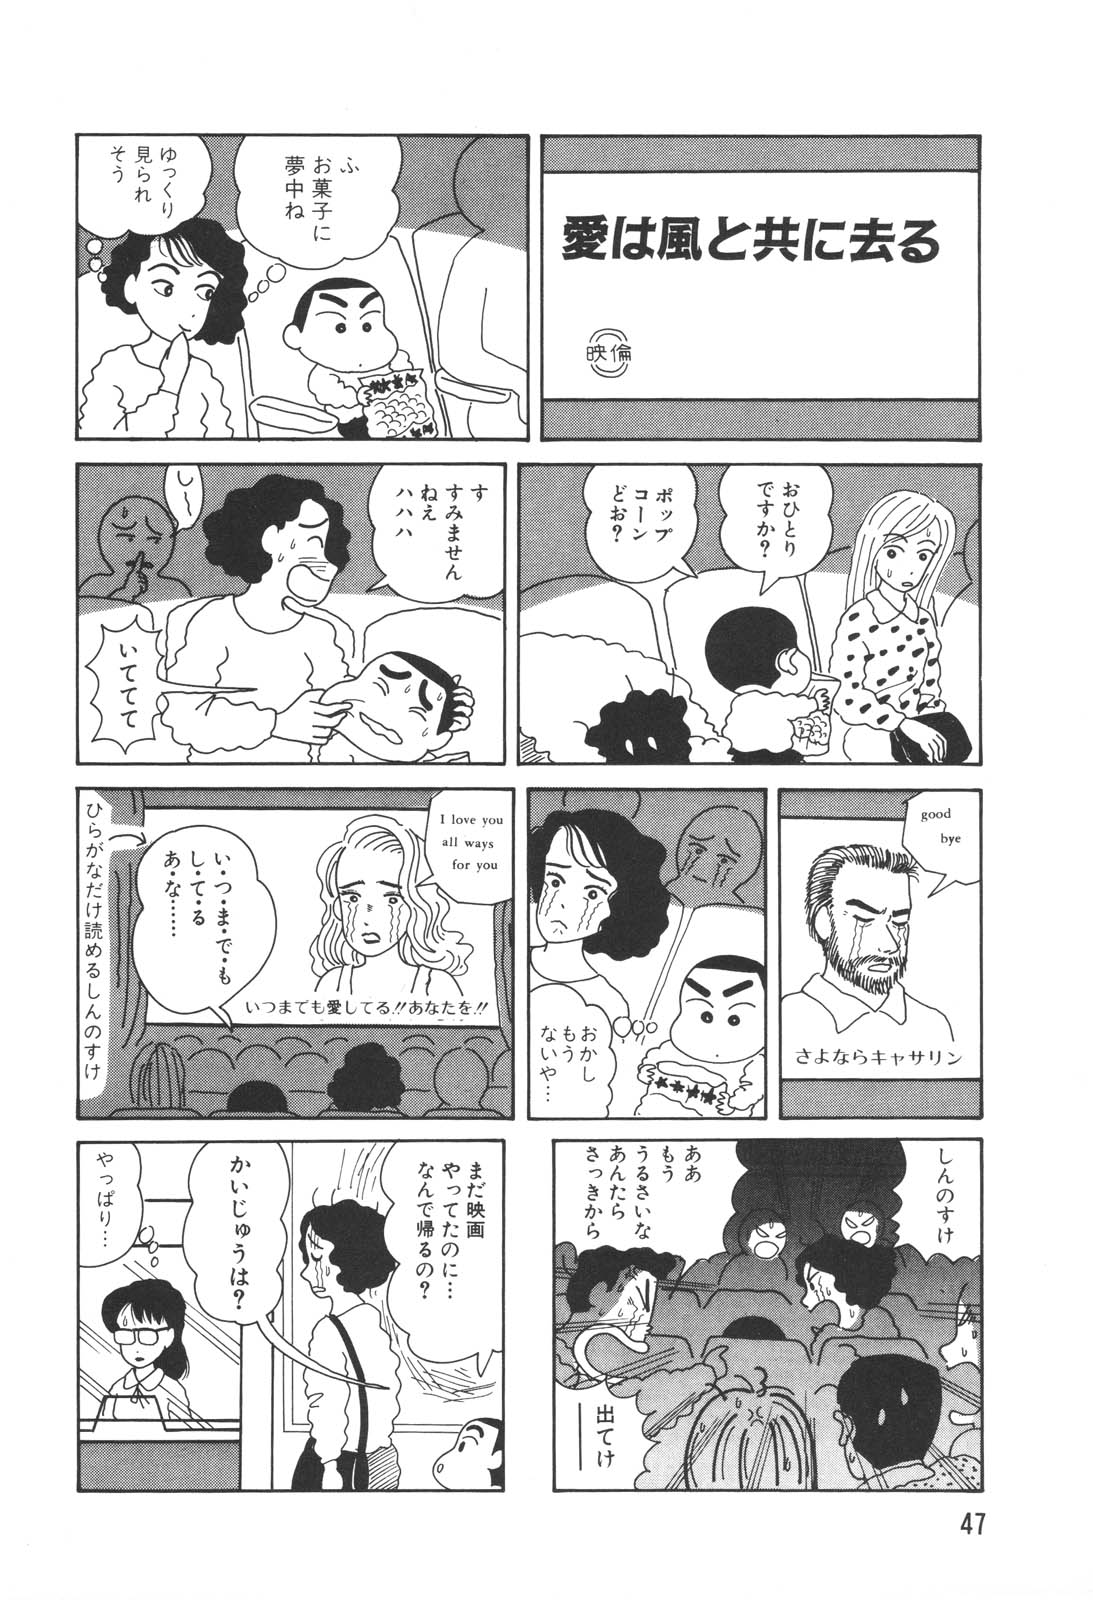 愛は風と共に去る
映倫
ふ
お菓子に
夢中ね
ゆっくり
見られ
そう
おひとり
ですか?
ポップ
コーン
どお?
す
すみません
ねえ
ハハハ
し〜
いててて
good
bye
さよならキャサリン
おかし
もう
ないや…
I love you
all ways
for you
い・つ・ま・で・も
し・て・る
あ・な……
いつまでも愛してる!!あなたを!!
ひらがなだけ読めるしんのすけ
しんのすけ
ああ
もう
うるさいな
あんたら
さっきから
出てけ――
まだ映画
やってたのに…
なんで帰るの?
かいじゅうは?
やっぱり…
47